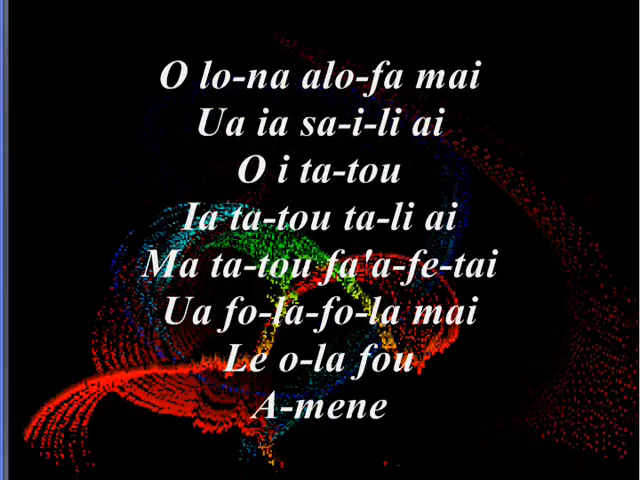 O lo-na alo-fa mai
Ua ia sa-i-li ai
O i ta-tou
Ia ta-tou ta-li ai
Ma ta-tou fa'a-fe-tai
Ua fo-la-fo-la mai
Le o-la fou
A-mene